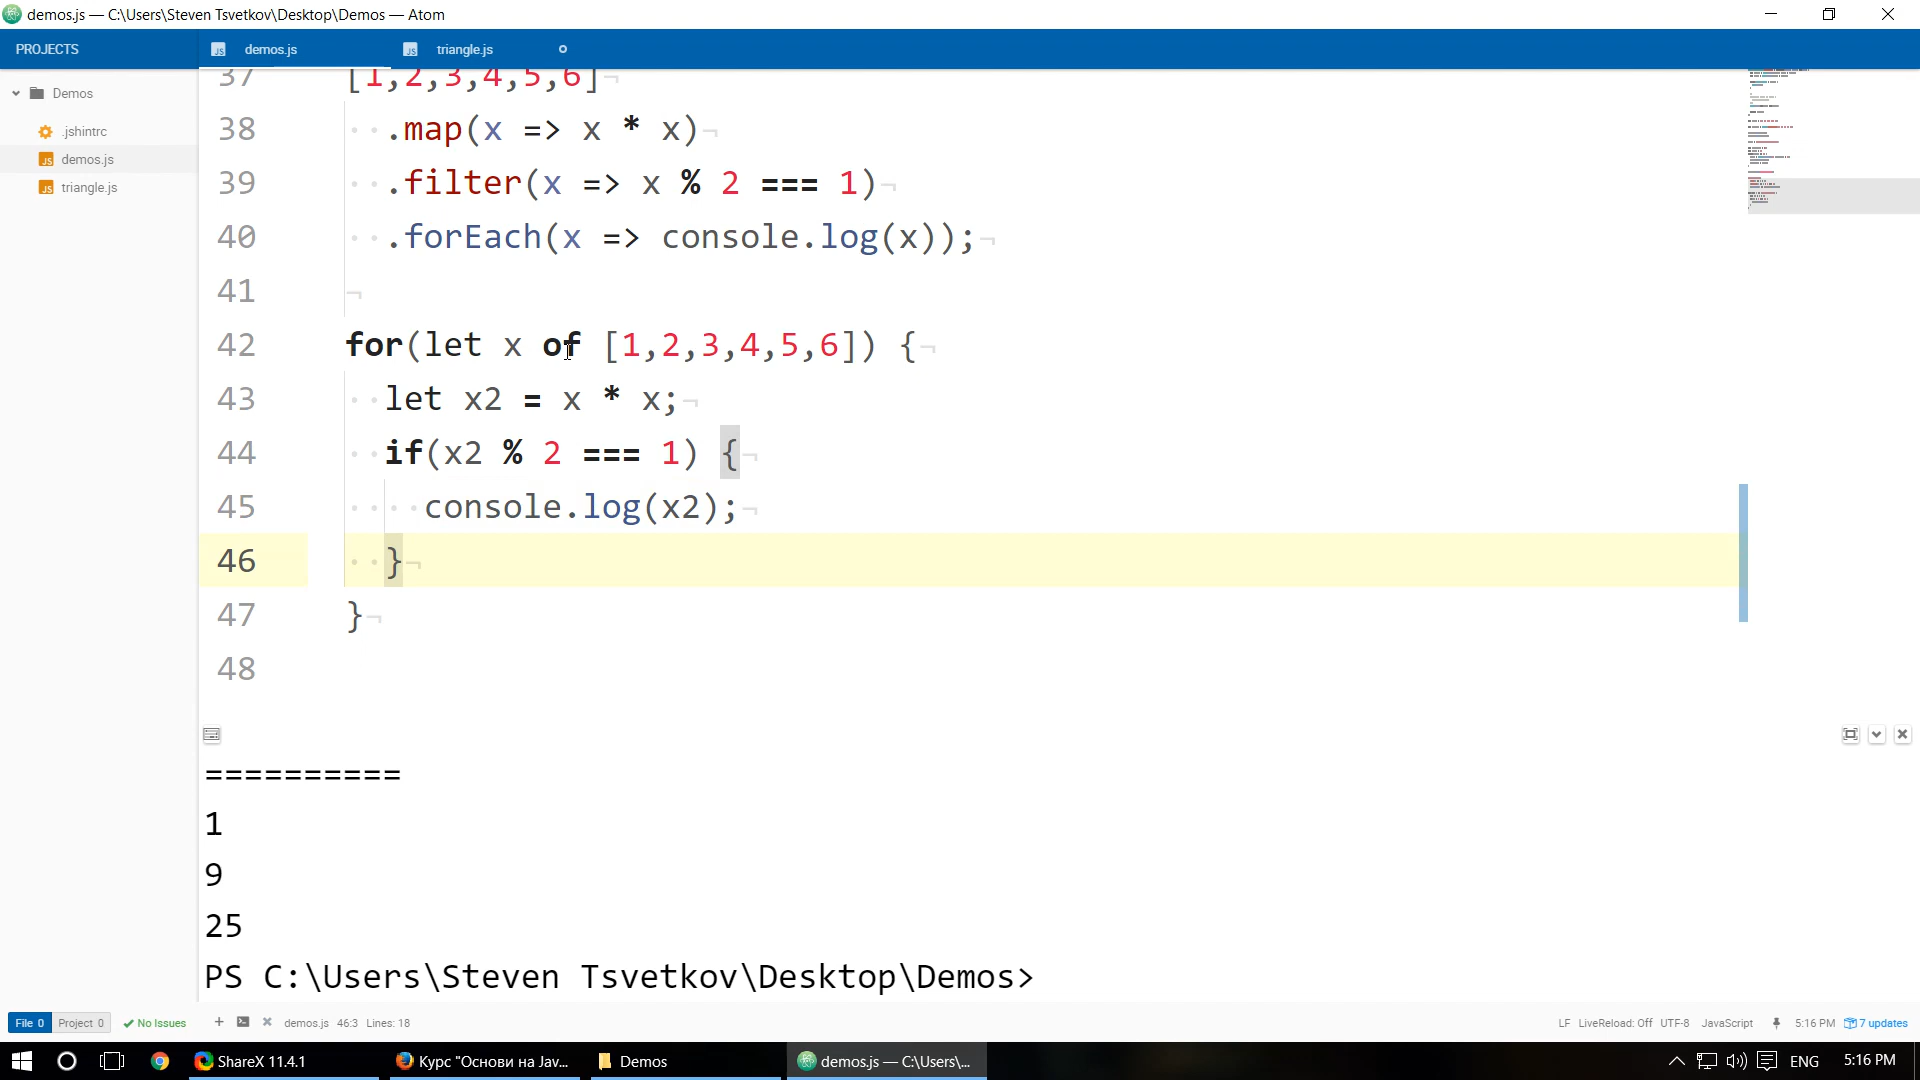 demos.js — C:\Users\Steven Tsvetkov\Desktop\Demos — Atom
PROJECTS
demos.js
triangle.js
Demos
.jshintrc
demos.js
triangle.js
37 [1,2,3,4,5,6]
38 .map(x => x * x)
39 .filter(x => x % 2 === 1)
40 .forEach(x => console.log(x));
41
42 for(let x of [1,2,3,4,5,6]) {
43 let x2 = x * x;
44 if(x2 % 2 === 1) {
45 console.log(x2);
46 }
47 }
48
==========
1
9
25
PS C:\Users\Steven Tsvetkov\Desktop\Demos>
File 0 Project 0 No Issues demos.js 46:3 Lines: 18 LF LiveReload: Off UTF-8 JavaScript 5:16 PM 7 updates
ShareX 11.4.1 Курс "Основи на Jav... Demos demos.js — C:\Users\... ENG 5:16 PM